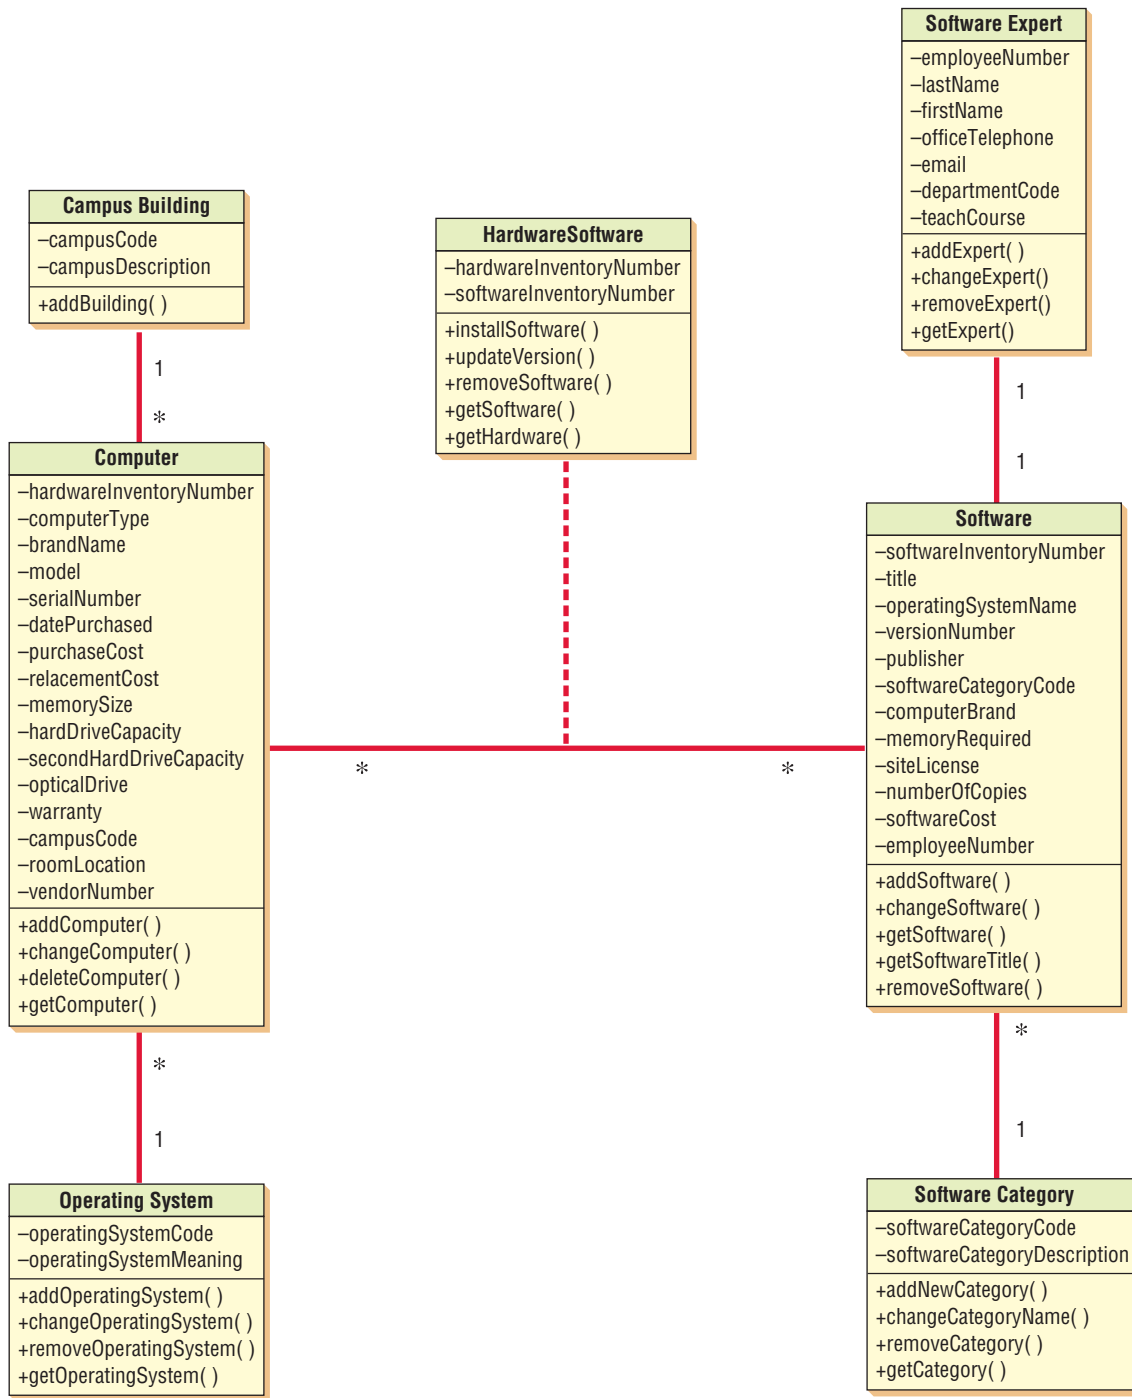 Software Expert
–employeeNumber
–lastName
–firstName
–officeTelephone
–email
–departmentCode
–teachCourse
+addExpert( )
+changeExpert()
+removeExpert()
+getExpert()
1
1
Campus Building
–campusCode
–campusDescription
+addBuilding( )
1
*
HardwareSoftware
–hardwareInventoryNumber
–softwareInventoryNumber
+installSoftware( )
+updateVersion( )
+removeSoftware( )
+getSoftware( )
+getHardware( )
Computer
–hardwareInventoryNumber
–computerType
–brandName
–model
–serialNumber
–datePurchased
–purchaseCost
–relacementCost
–memorySize
–hardDriveCapacity
–secondHardDriveCapacity
–opticalDrive
–warranty
–campusCode
–roomLocation
–vendorNumber
+addComputer( )
+changeComputer( )
+deleteComputer( )
+getComputer( )
*
*
Software
–softwareInventoryNumber
–title
–operatingSystemName
–versionNumber
–publisher
–softwareCategoryCode
–computerBrand
–memoryRequired
–siteLicense
–numberOfCopies
–softwareCost
–employeeNumber
+addSoftware( )
+changeSoftware( )
+getSoftware( )
+getSoftwareTitle( )
+removeSoftware( )
*
1
Operating System
–operatingSystemCode
–operatingSystemMeaning
+addOperatingSystem( )
+changeOperatingSystem( )
+removeOperatingSystem( )
+getOperatingSystem( )
*
1
Software Category
–softwareCategoryCode
–softwareCategoryDescription
+addNewCategory( )
+changeCategoryName( )
+removeCategory( )
+getCategory( )